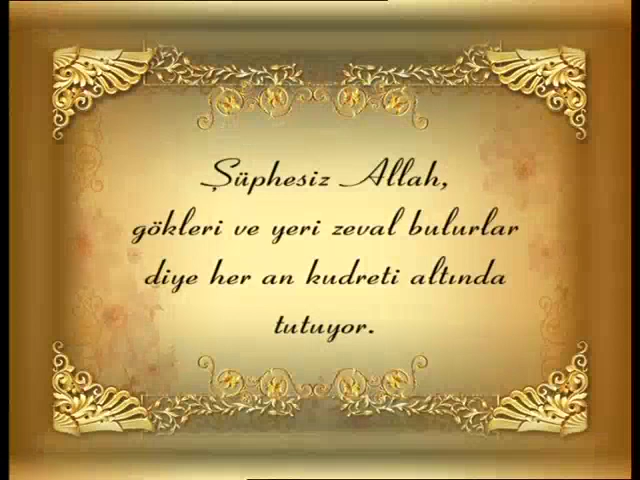 Şüphesiz Allah,
gökleri ve yeri zeval bulurlar
diye her an kudreti altında
tutuyor.